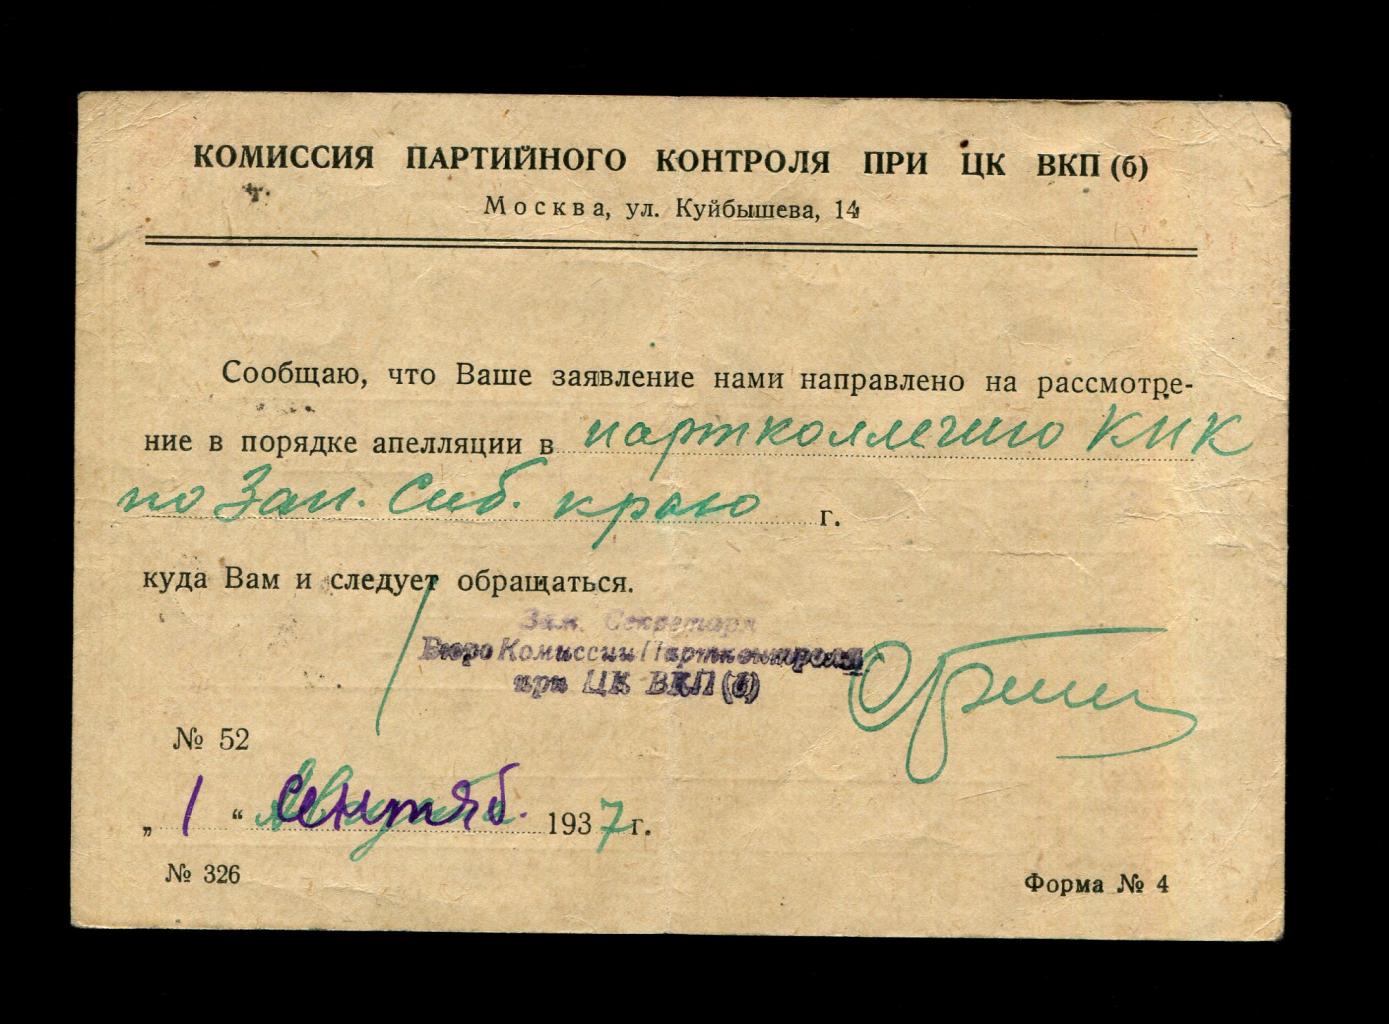 КОМИССИЯ ПАРТИЙНОГО КОНТРОЛЯ ПРИ ЦК ВКП (б)
Москва, ул. Куйбышева, 14
Сообщаю, что Ваше заявление нами направлено на рассмотре-
ние в порядке апелляции в партколлегию КПК
по Зап. Сиб. краю г.
куда Вам и следует обращаться.
Зам. Секретаря
Бюро Комиссии Партконтроля
при ЦК ВКП (б)
№ 52
„ 1 “ Сентяб. 1937 г.
№ 326 Форма № 4